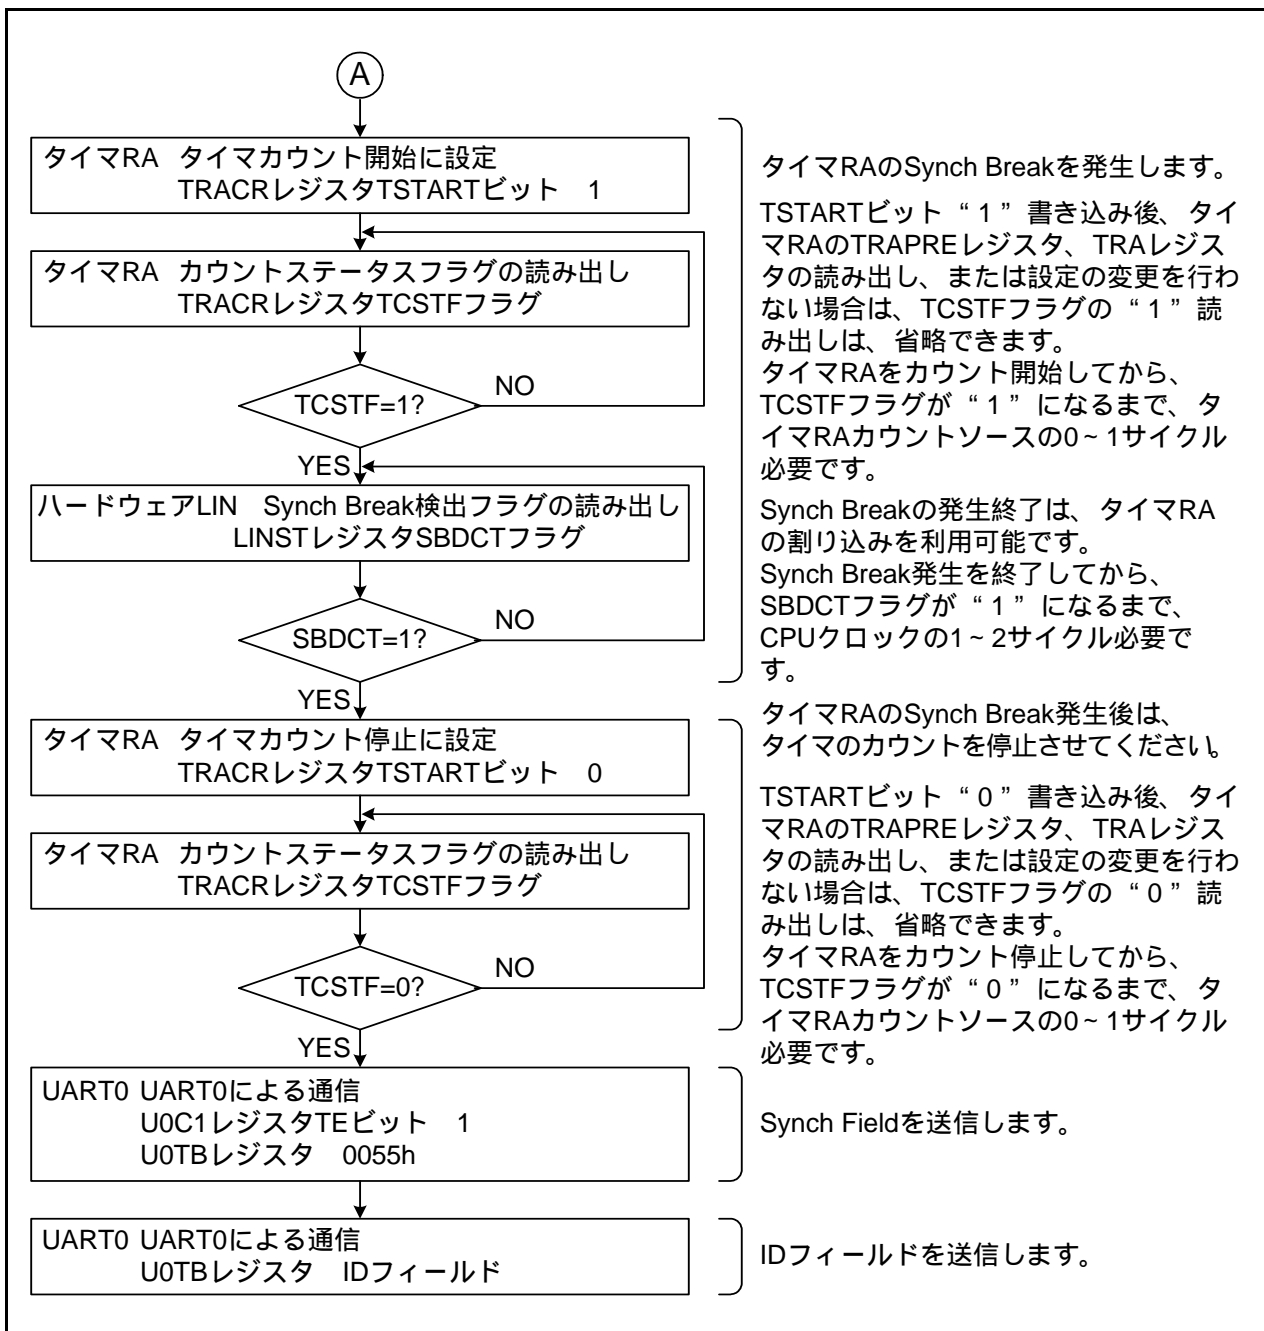 A
タイマRA タイマカウント開始に設定
TRACRレジスタTSTARTビット 1
タイマRA カウントステータスフラグの読み出し
TRACRレジスタTCSTFフラグ
TCSTF=1?
NO
YES
ハードウェアLIN Synch Break検出フラグの読み出し
LINSTレジスタSBDCTフラグ
SBDCT=1?
NO
YES
タイマRAのSynch Breakを発生します。
TSTARTビット“1”書き込み後、タイ
マRAのTRAPREレジスタ、TRAレジス
タの読み出し、または設定の変更を行わ
ない場合は、TCSTFフラグの“1”読
み出しは、省略できます。
タイマRAをカウント開始してから、
TCSTFフラグが“1”になるまで、タ
イマRAカウントソースの0~1サイクル
必要です。
Synch Breakの発生終了は、タイマRA
の割り込みを利用可能です。
Synch Break発生を終了してから、
SBDCTフラグが“1”になるまで、
CPUクロックの1~2サイクル必要で
す。
タイマRA タイマカウント停止に設定
TRACRレジスタTSTARTビット 0
タイマRA カウントステータスフラグの読み出し
TRACRレジスタTCSTFフラグ
TCSTF=0?
NO
YES
タイマRAのSynch Break発生後は、
タイマのカウントを停止させてください。
TSTARTビット“0”書き込み後、タイ
マRAのTRAPREレジスタ、TRAレジス
タの読み出し、または設定の変更を行わ
ない場合は、TCSTFフラグの“0”読
み出しは、省略できます。
タイマRAをカウント停止してから、
TCSTFフラグが“0”になるまで、タ
イマRAカウントソースの0~1サイクル
必要です。
UART0 UART0による通信
U0C1レジスタTEビット 1
U0TBレジスタ 0055h
Synch Fieldを送信します。
UART0 UART0による通信
U0TBレジスタ IDフィールド
IDフィールドを送信します。